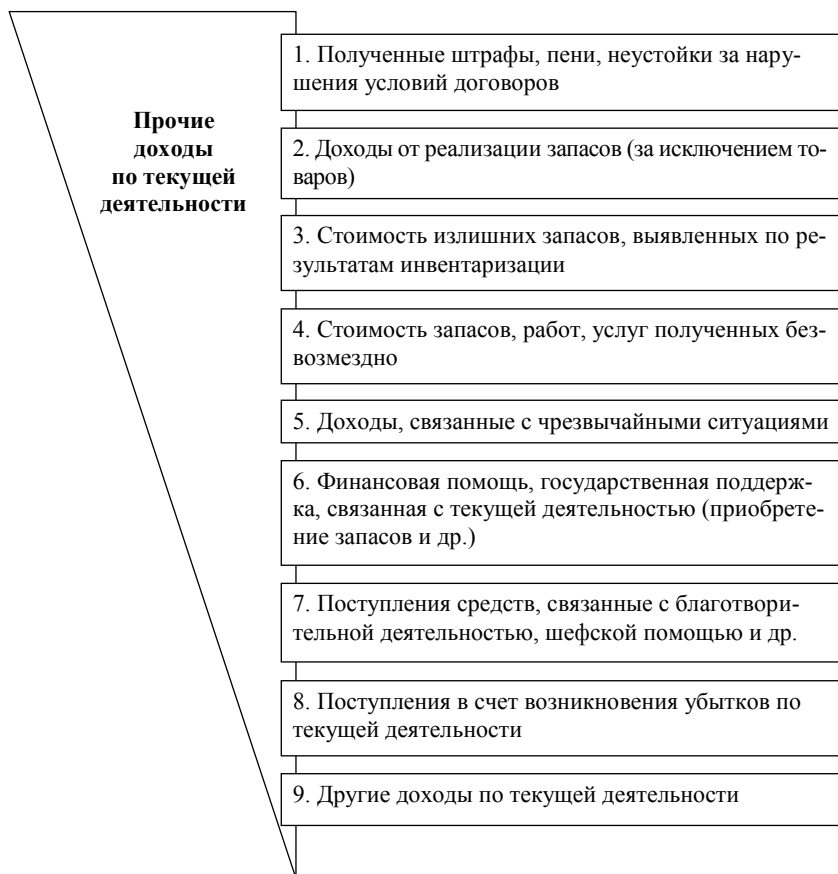 Прочие
доходы
по текущей
деятельности
1. Полученные штрафы, пени, неустойки за нару-
шения условий договоров
2. Доходы от реализации запасов (за исключением то-
варов)
3. Стоимость излишних запасов, выявленных по ре-
зультатам инвентаризации
4. Стоимость запасов, работ, услуг полученных без-
возмездно
5. Доходы, связанные с чрезвычайными ситуациями
6. Финансовая помощь, государственная поддерж-
ка, связанная с текущей деятельностью (приобрете-
ние запасов и др.)
7. Поступления средств, связанные с благотвори-
тельной деятельностью, шефской помощью и др.
8. Поступления в счет возникновения убытков по
текущей деятельности
9. Другие доходы по текущей деятельности